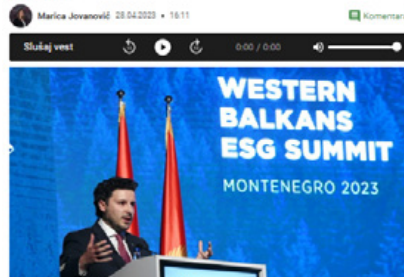 Marica Jovanović 28.04.2023 • 16:11
Komentara
Slušaj vest
0:00 / 0:00
WESTERN
BALKANS
ESG SUMMIT
MONTENEGRO 2023